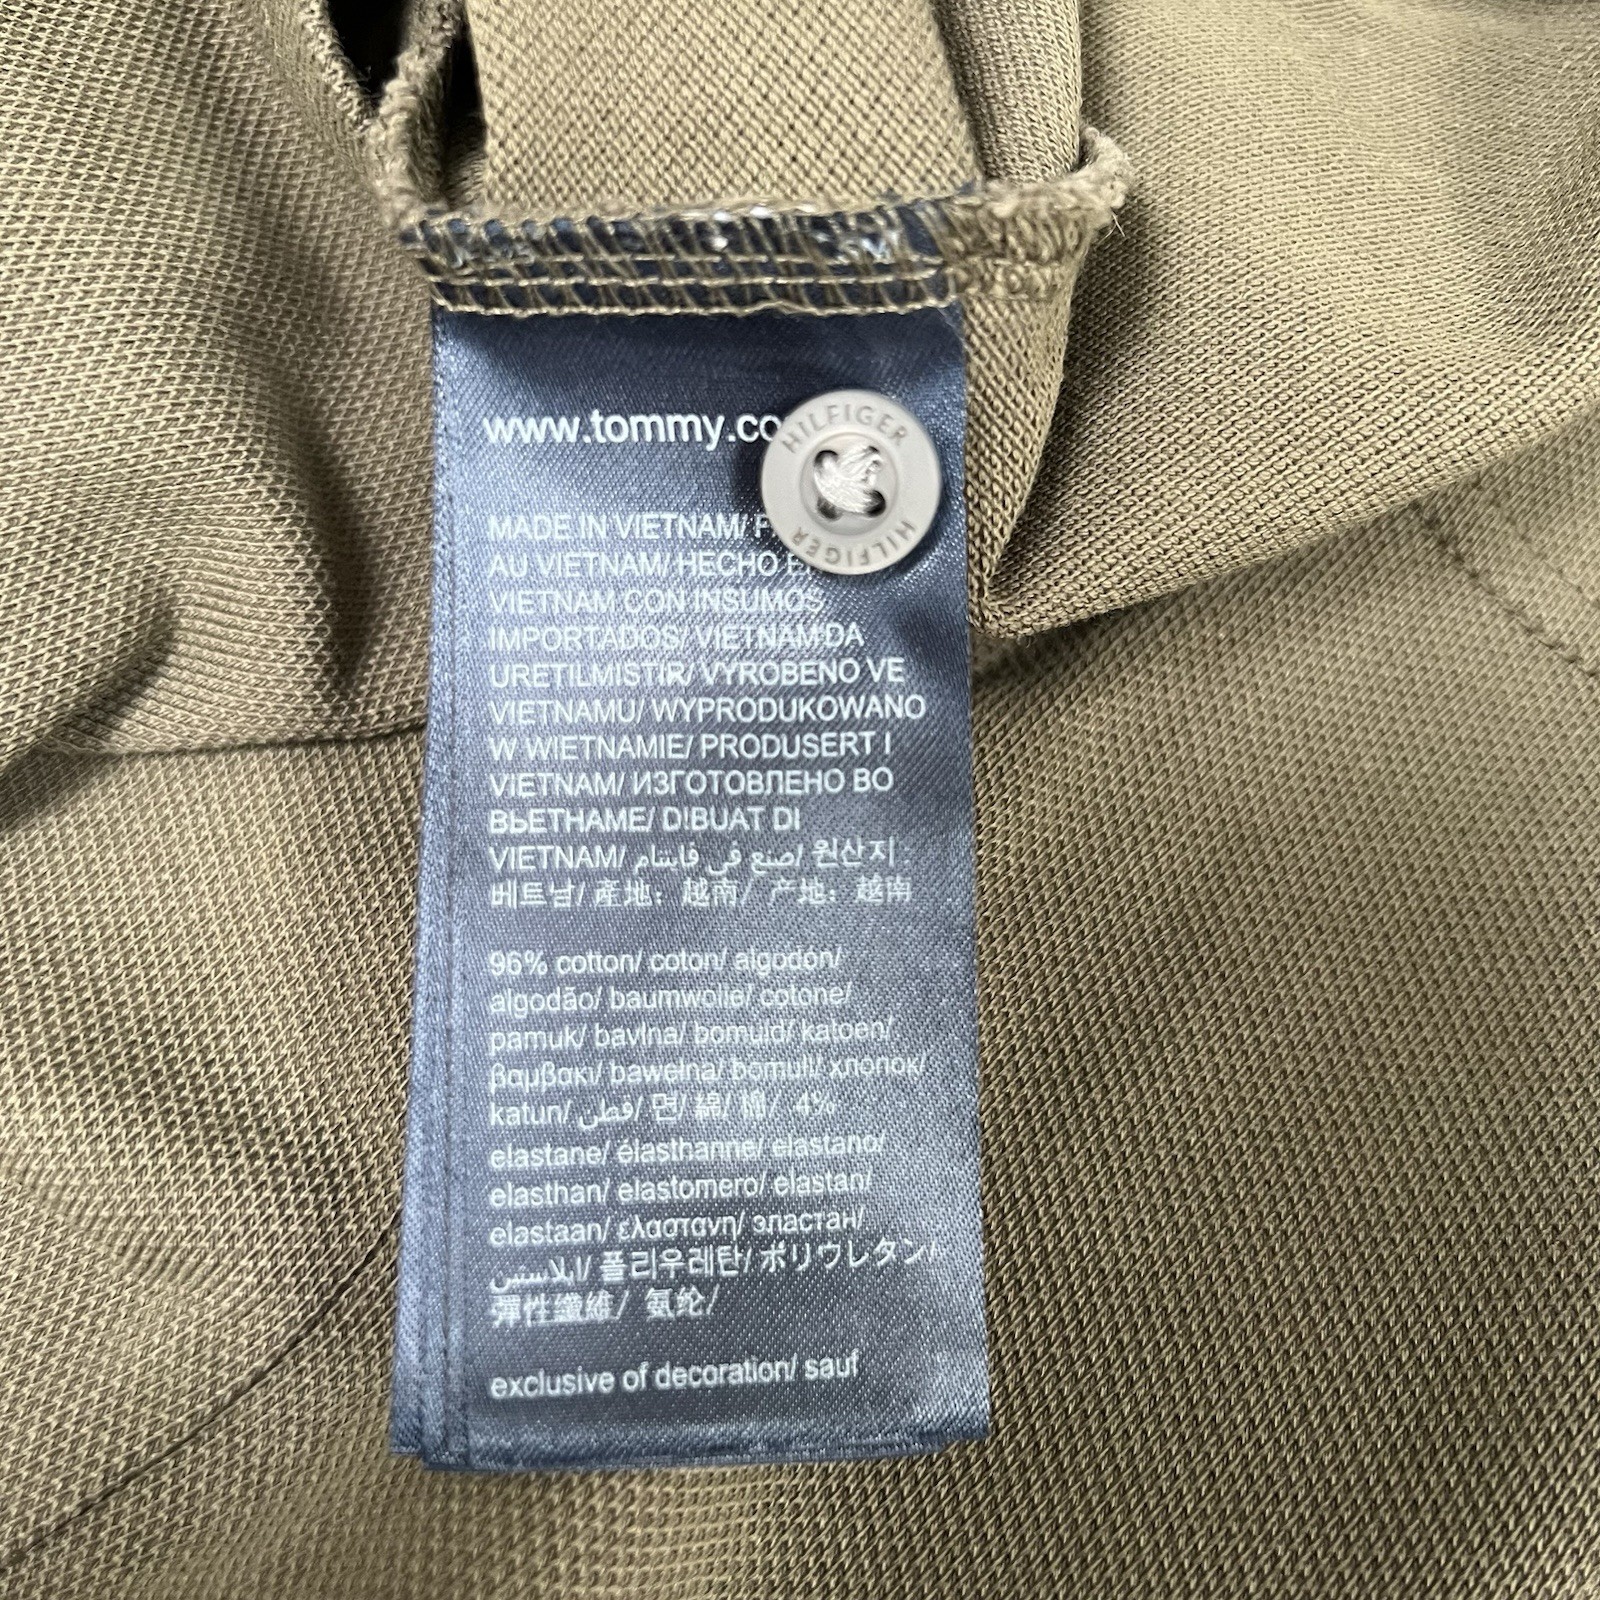 www.tommy.co
HILFIGER
HILFIGER
MADE IN VIETNAM/ F
AU VIETNAM/ HECHO E
VIETNAM CON INSUMOS
IMPORTADOS/ VIETNAM'DA
URETILMISTIR/ VYROBENO VE
VIETNAMU/ WYPRODUKOWANO
W WIETNAMIE/ PRODUSERT I
VIETNAM/ ИЗГОТОВЛЕНО ВО
ВЬЕТНАМЕ/ DIBUAT DI
VIETNAM/ صنع في فايتنام/ 원산지 :
베트남/ 產地：越南/ 产地：越南
96% cotton/ coton/ algodón/
algodão/ baumwolle/ cotone/
pamuk/ bavlna/ bomuld/ katoen/
βαμβακι/ bawełna/ bomull/ хлопок/
katun/ قطن/ 면/ 綿/ 棉/ 4%
elastane/ élasthanne/ elastano/
elasthan/ elastomero/ elastan/
elastaan/ ελαστανη/ эластан/
ايلاستين/ 폴리우레탄/ ポリウレタン/
彈性纖維/ 氨纶/
exclusive of decoration/ sauf